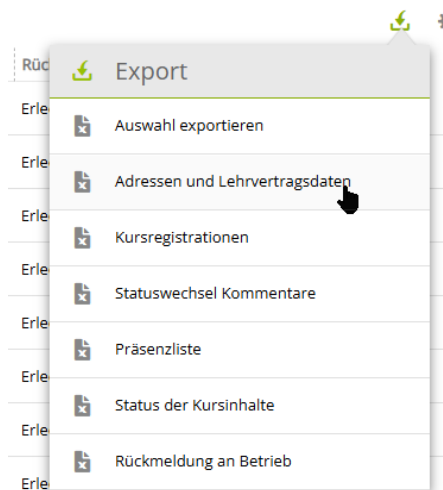 Rüc
Export
Erle
Auswahl exportieren
Erle
Adressen und Lehrvertragsdaten
Erle
Kursregistrationen
Erle
Statuswechsel Kommentare
Erle
Präsenzliste
Erle
Status der Kursinhalte
Erle
Rückmeldung an Betrieb
Erle